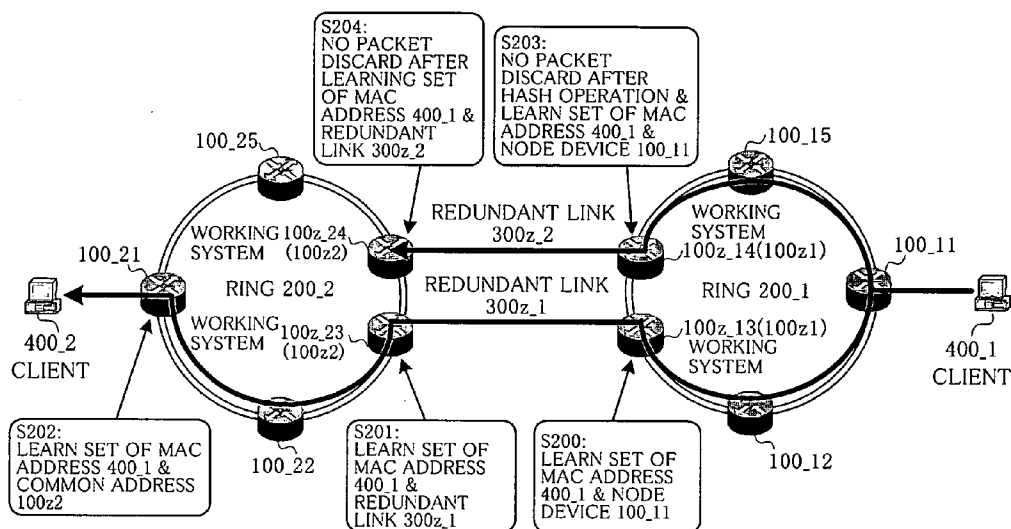 S204:
NO PACKET
DISCARD AFTER
LEARNING SET
OF MAC
ADDRESS 400_1 &
REDUNDANT
LINK 300z_2
S203:
NO PACKET
DISCARD AFTER
HASH OPERATION &
LEARN SET OF MAC
ADDRESS 400_1 &
NODE DEVICE 100_11
100_25
100_15
WORKING
SYSTEM
100z_24
(100z2)
REDUNDANT LINK
300z_2
WORKING
SYSTEM
100z_14(100z1)
100_21
100_11
RING 200_2
REDUNDANT LINK
300z_1
RING 200_1
WORKING
SYSTEM
100z_23
(100z2)
100z_13(100z1)
WORKING
SYSTEM
400_2
CLIENT
400_1
CLIENT
100_22
100_12
S202:
LEARN SET OF MAC
ADDRESS 400_1 &
COMMON ADDRESS
100z2
S201:
LEARN SET OF
MAC ADDRESS
400_1 &
REDUNDANT
LINK 300z_1
S200:
LEARN SET OF
MAC ADDRESS
400_1 & NODE
DEVICE 100_11